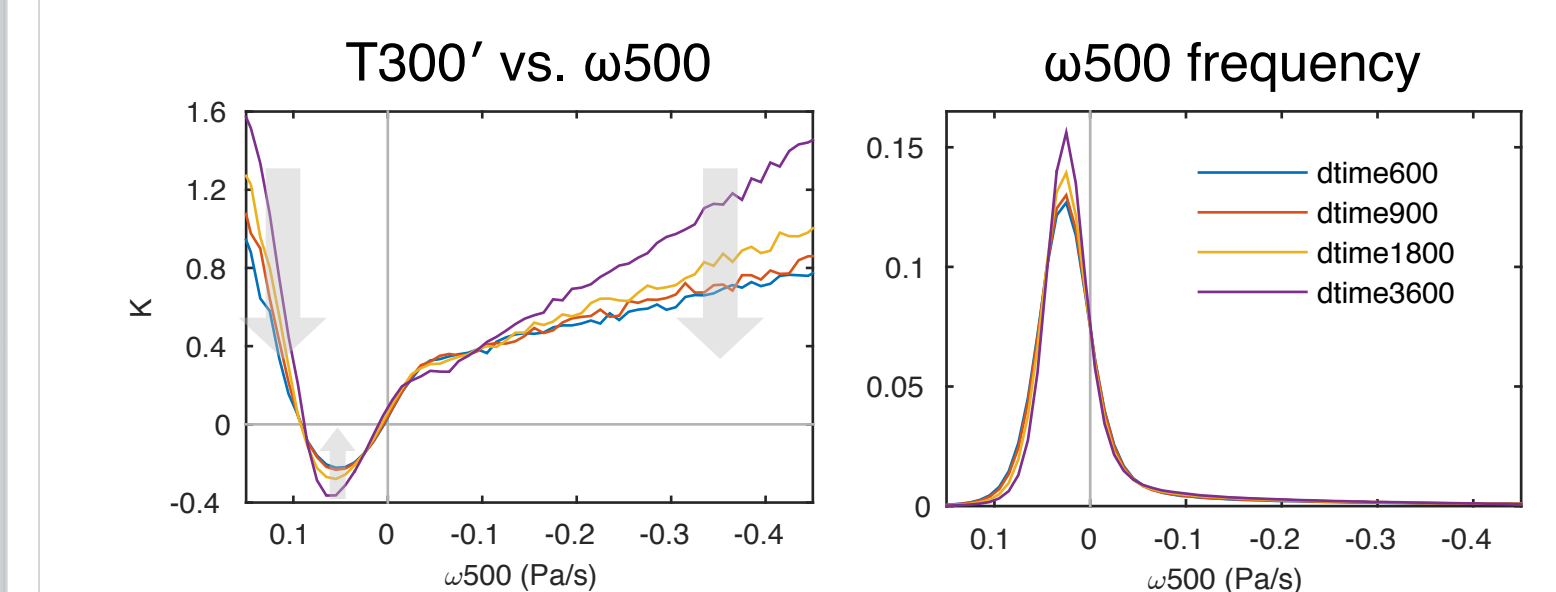 T300′ vs. ω500
1.6
1.2
0.8
0.4
0
-0.4
K
0.1 0 -0.1 -0.2 -0.3 -0.4
ω500 (Pa/s)
ω500 frequency
0.15
0.1
0.05
0
dtime600
dtime900
dtime1800
dtime3600
0.1 0 -0.1 -0.2 -0.3 -0.4
ω500 (Pa/s)